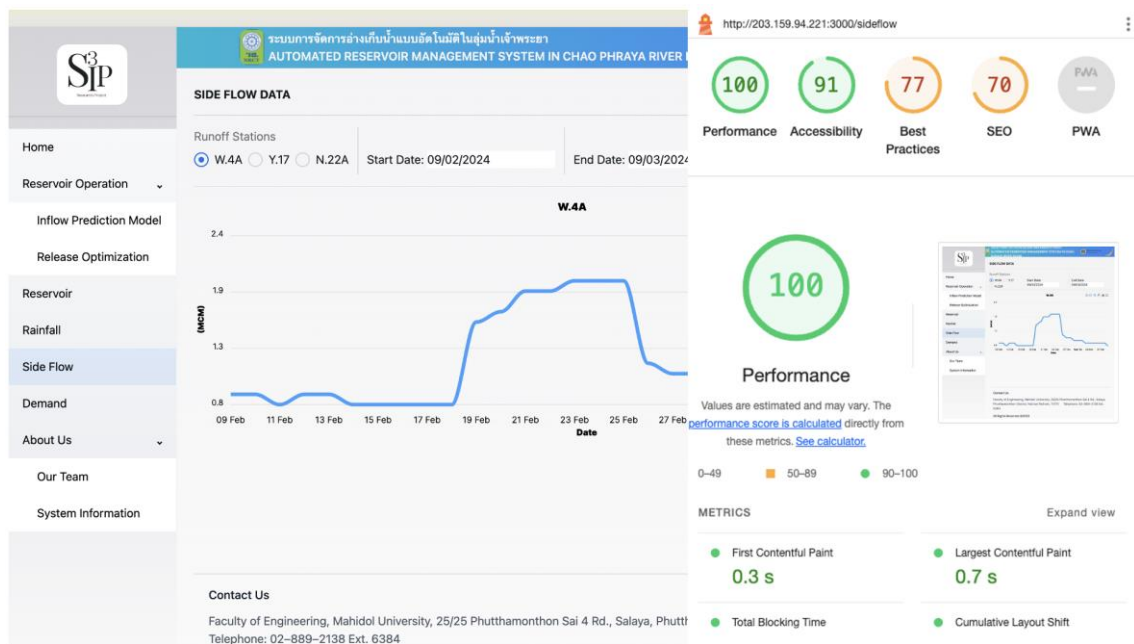 S3IP
ระบบการจัดการอ่างเก็บน้ำแบบอัตโนมัติในลุ่มน้ำเจ้าพระยา
AUTOMATED RESERVOIR MANAGEMENT SYSTEM IN CHAO PHRAYA RIVER
Home
Reservoir Operation
Inflow Prediction Model
Release Optimization
Reservoir
Rainfall
Side Flow
Demand
About Us
Our Team
System Information
SIDE FLOW DATA
Runoff Stations
W.4A Y.17 N.22A Start Date: 09/02/2024 End Date: 09/03/2024
W.4A
2.4
1.9
(MCM)
1.3
0.8
09 Feb 11 Feb 13 Feb 15 Feb 17 Feb 19 Feb 21 Feb 23 Feb 25 Feb 27 Feb
Date
Contact Us
Faculty of Engineering, Mahidol University, 25/25 Phutthamonthon Sai 4 Rd., Salaya,
Telephone: 02–889–2138 Ext. 6384
http://203.159.94.221:3000/sideflow
100 91 77 70 PWA
Performance Accessibility Best Practices SEO PWA
100
Performance
Values are estimated and may vary. The
performance score is calculated directly from
these metrics. See calculator.
0–49 50–89 90–100
METRICS Expand view
First Contentful Paint
0.3 s
Largest Contentful Paint
0.7 s
Total Blocking Time
Cumulative Layout Shift